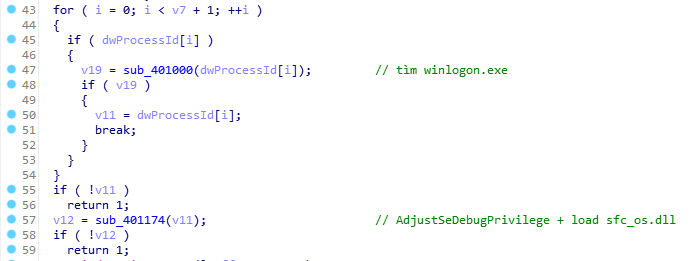 43 for ( i = 0; i < v7 + 1; ++i )
44 {
45 if ( dwProcessId[i] )
46 {
47 v19 = sub_401000(dwProcessId[i]); // tìm winlogon.exe
48 if ( v19 )
49 {
50 v11 = dwProcessId[i];
51 break;
52 }
53 }
54 }
55 if ( !v11 )
56 return 1;
57 v12 = sub_401174(v11); // AdjustSeDebugPrivilege + load sfc_os.dll
58 if ( !v12 )
59 return 1;